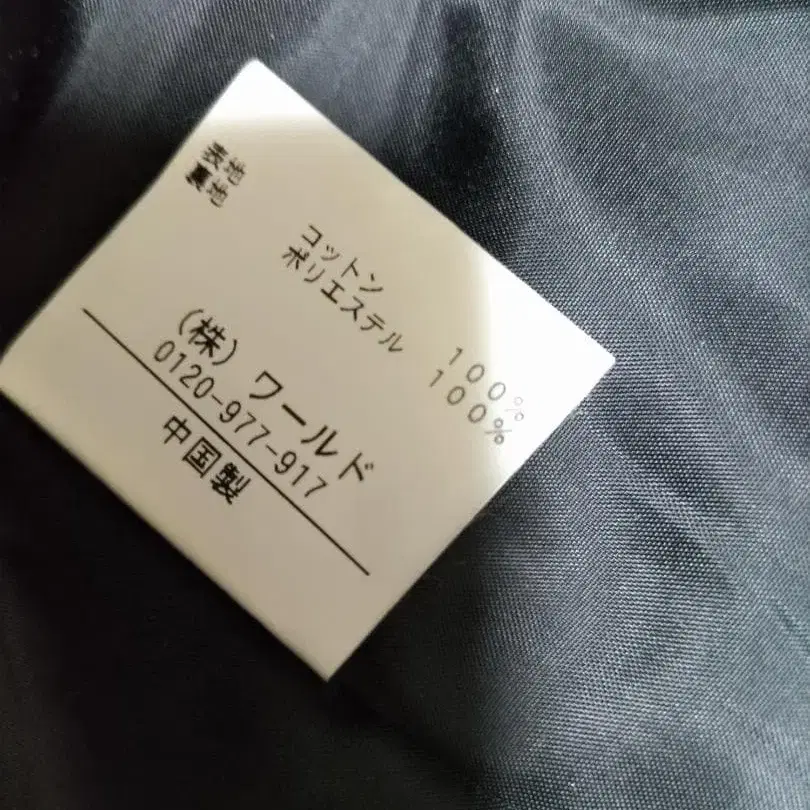 表地 コットン 100%
裏地 ポリエステル 100%
(株) ワールド
0120-977-917
中国製